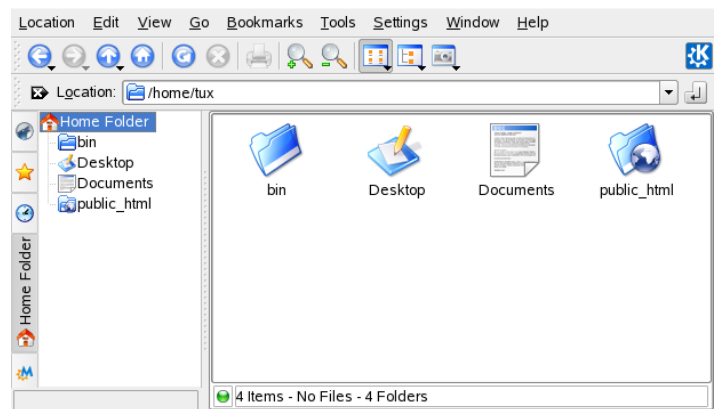 Location Edit View Go Bookmarks Tools Settings Window Help
Location: /home/tux
Home Folder
bin
Desktop
Documents
public_html
Home Folder
bin Desktop Documents public_html
4 Items - No Files - 4 Folders